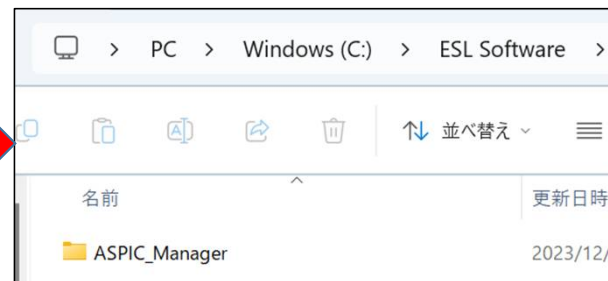 PC > Windows (C:) > ESL Software >
並べ替え
名前 更新日時
ASPIC_Manager 2023/12/